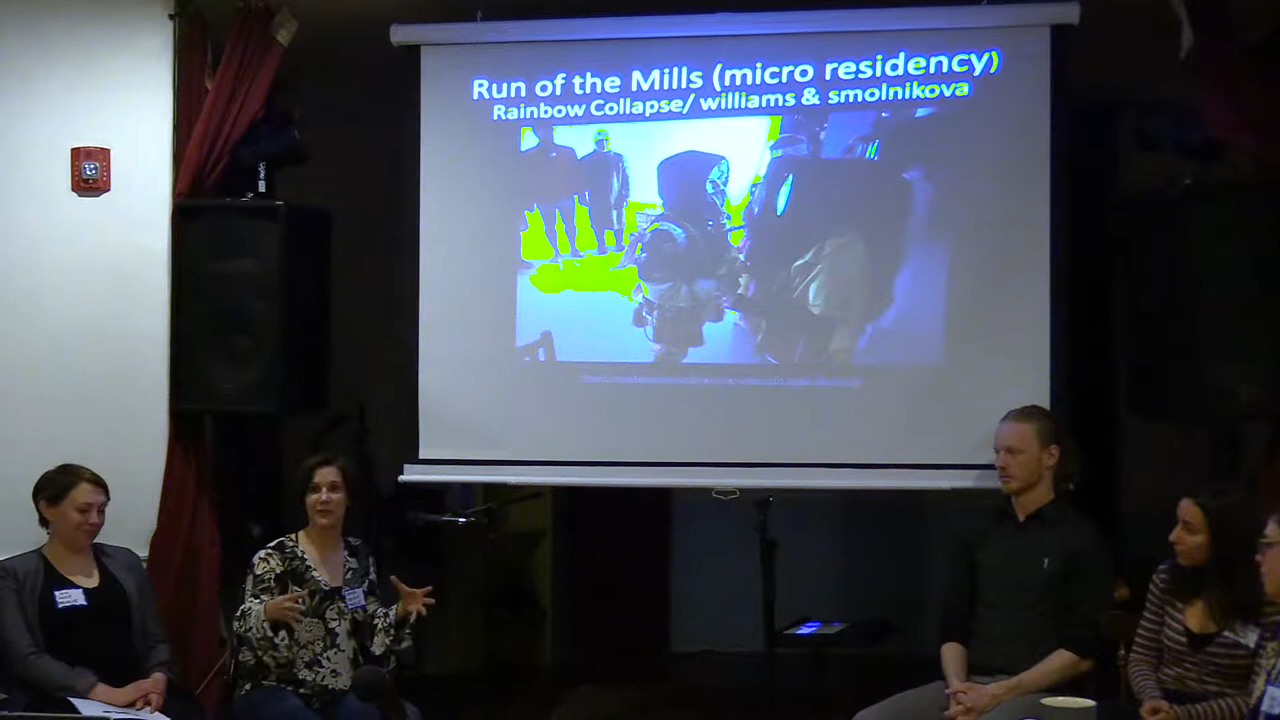 Run of the Mills (micro residency)
Rainbow Collapse/ williams & smolnikova